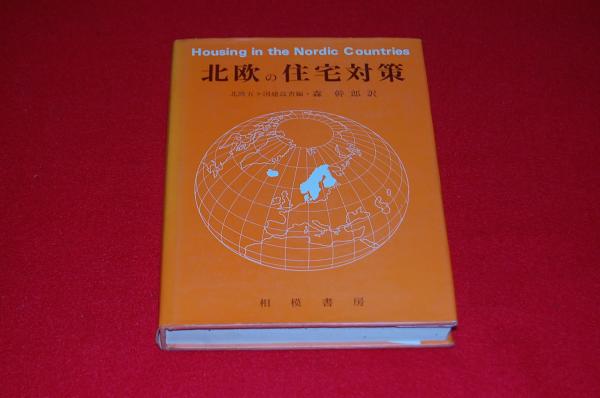 Housing in the Nordic Countries
北欧の住宅対策
北欧五ヶ国建設省編・森 幹郎訳
相模書房